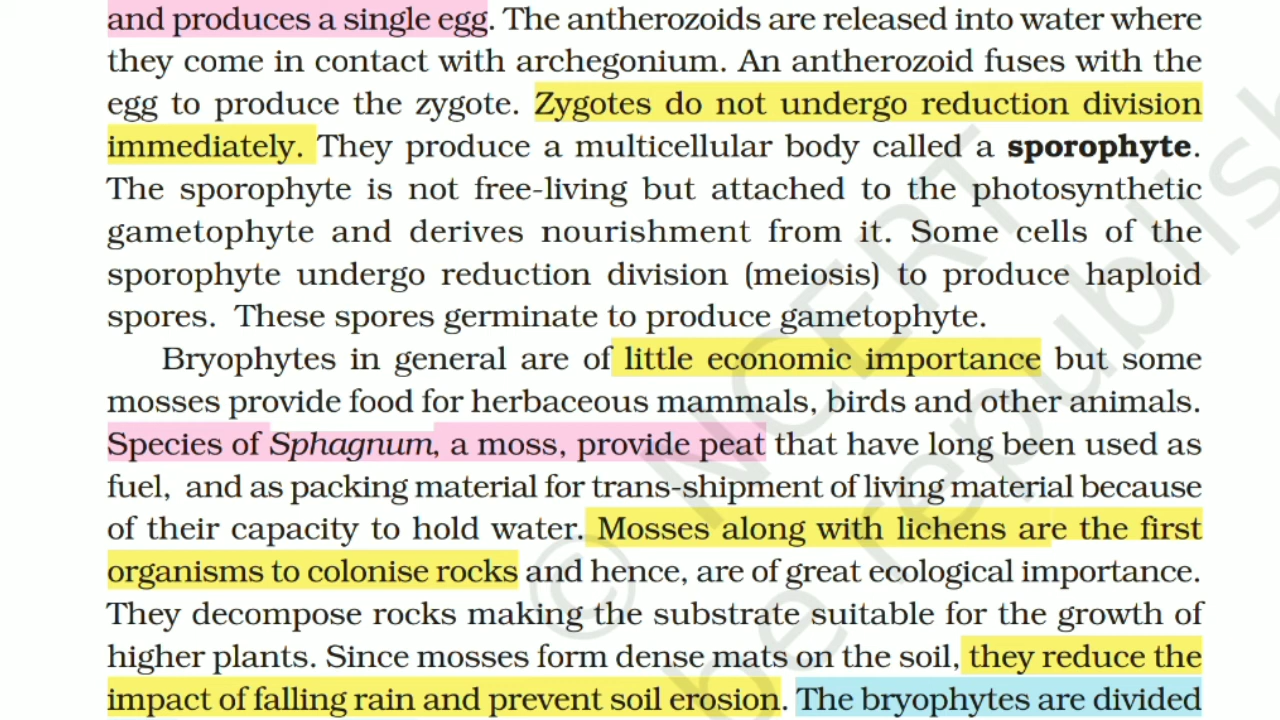 and produces a single egg. The antherozoids are released into water where
they come in contact with archegonium. An antherozoid fuses with the
egg to produce the zygote. Zygotes do not undergo reduction division
immediately. They produce a multicellular body called a sporophyte.
The sporophyte is not free-living but attached to the photosynthetic
gametophyte and derives nourishment from it. Some cells of the
sporophyte undergo reduction division (meiosis) to produce haploid
spores. These spores germinate to produce gametophyte.
Bryophytes in general are of little economic importance but some
mosses provide food for herbaceous mammals, birds and other animals.
Species of Sphagnum, a moss, provide peat that have long been used as
fuel, and as packing material for trans-shipment of living material because
of their capacity to hold water. Mosses along with lichens are the first
organisms to colonise rocks and hence, are of great ecological importance.
They decompose rocks making the substrate suitable for the growth of
higher plants. Since mosses form dense mats on the soil, they reduce the
impact of falling rain and prevent soil erosion. The bryophytes are divided
© NCERT
be republish